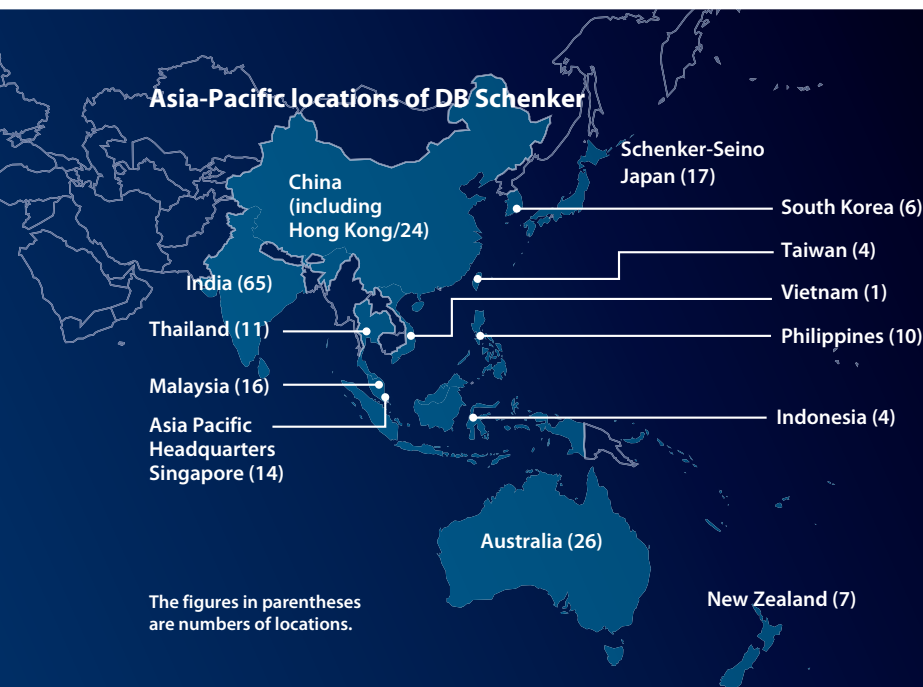 Asia-Pacific locations of DB Schenker
Schenker-Seino
Japan (17)
China
(including
Hong Kong/24)
South Korea (6)
Taiwan (4)
India (65)
Vietnam (1)
Thailand (11)
Philippines (10)
Malaysia (16)
Asia Pacific
Headquarters
Singapore (14)
Indonesia (4)
Australia (26)
The figures in parentheses
are numbers of locations.
New Zealand (7)